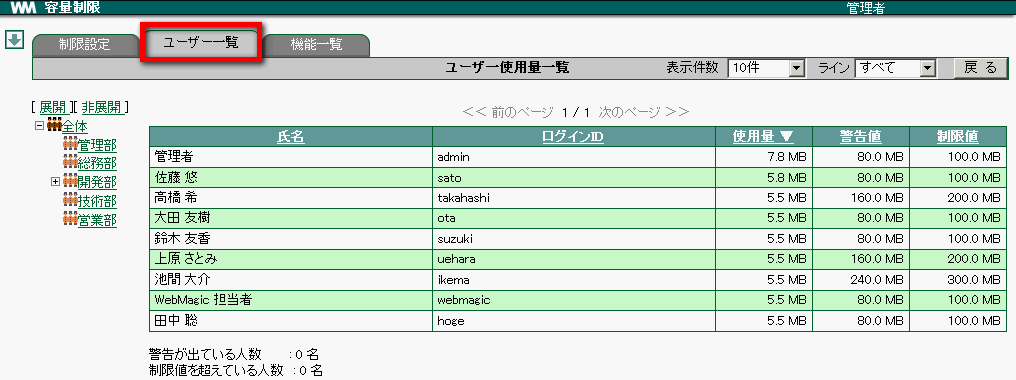 WM 容量制限 管理者
制限設定 ユーザー一覧 機能一覧
ユーザー使用量一覧 表示件数 10件 ライン すべて 戻 る
[ 展開 ][ 非展開 ]
全体
管理部
総務部
開発部
技術部
営業部
<< 前のページ 1 / 1 次のページ >>
氏名 ログインID 使用量 ▼ 警告値 制限値
管理者 admin 7.8 MB 80.0 MB 100.0 MB
佐藤 悠 sato 5.8 MB 80.0 MB 100.0 MB
高橋 希 takahashi 5.5 MB 160.0 MB 200.0 MB
大田 友樹 ota 5.5 MB 80.0 MB 100.0 MB
鈴木 友香 suzuki 5.5 MB 80.0 MB 100.0 MB
上原 さとみ uehara 5.5 MB 160.0 MB 200.0 MB
池間 大介 ikema 5.5 MB 240.0 MB 300.0 MB
WebMagic 担当者 webmagic 5.5 MB 80.0 MB 100.0 MB
田中 聡 hoge 5.5 MB 80.0 MB 100.0 MB
警告が出ている人数 : 0 名
制限値を超えている人数 : 0 名